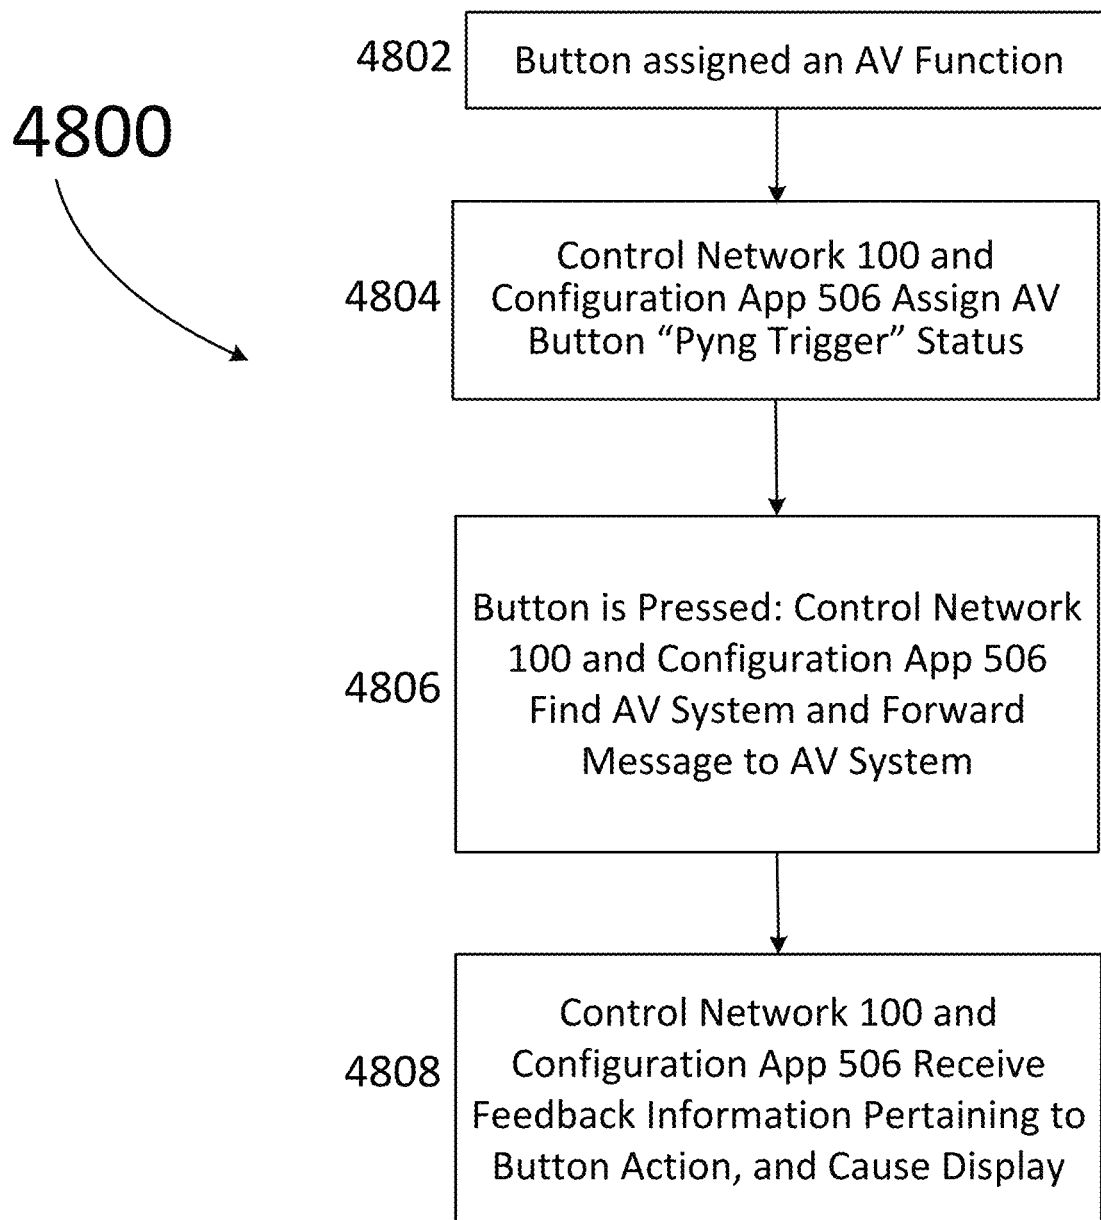 4800
4802
Button assigned an AV Function
4804
Control Network 100 and
Configuration App 506 Assign AV
Button “Pyng Trigger” Status
4806
Button is Pressed: Control Network
100 and Configuration App 506
Find AV System and Forward
Message to AV System
4808
Control Network 100 and
Configuration App 506 Receive
Feedback Information Pertaining to
Button Action, and Cause Display